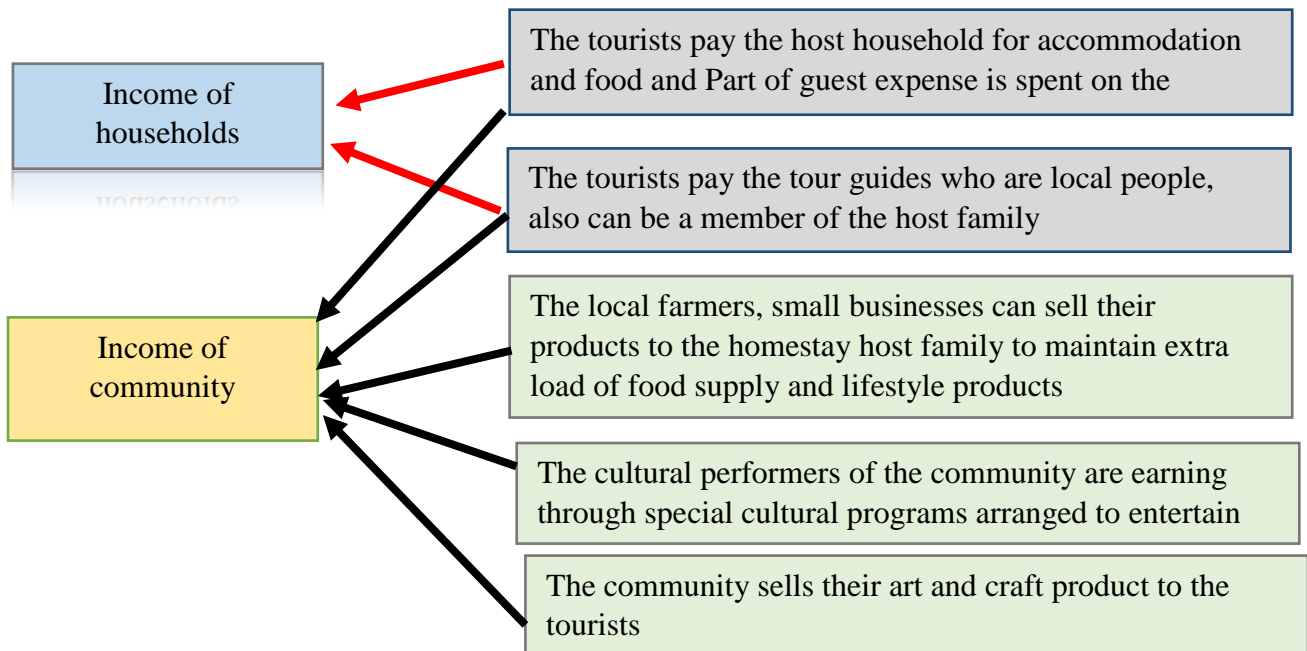 Income of
households
The tourists pay the host household for accommodation
and food and Part of guest expense is spent on the
The tourists pay the tour guides who are local people,
also can be a member of the host family
Income of
community
The local farmers, small businesses can sell their
products to the homestay host family to maintain extra
load of food supply and lifestyle products
The cultural performers of the community are earning
through special cultural programs arranged to entertain
The community sells their art and craft product to the
tourists